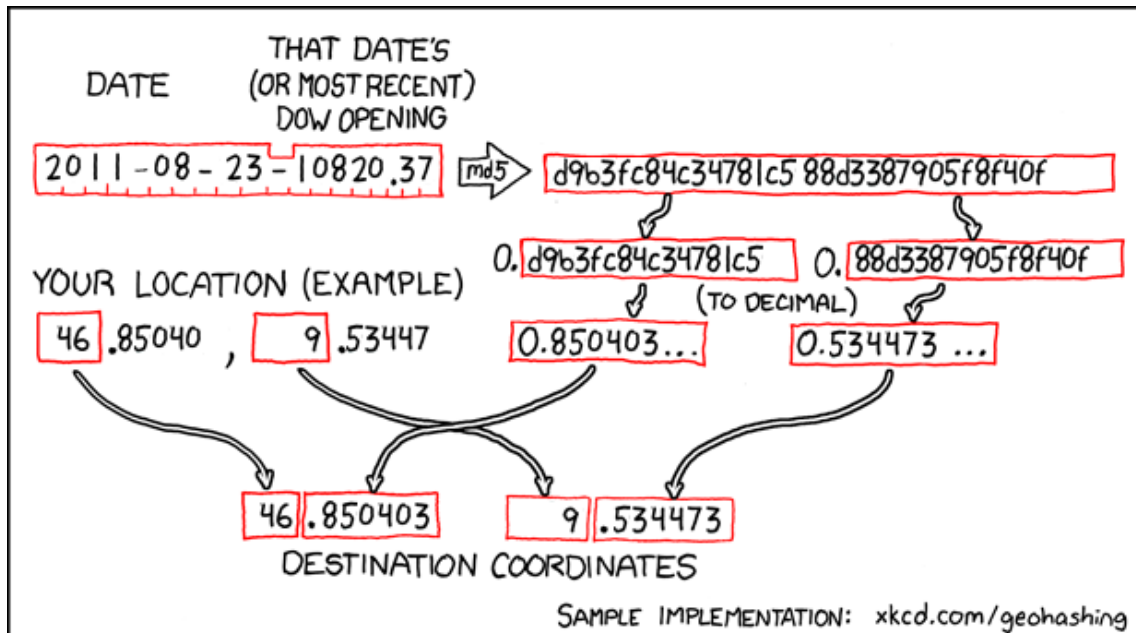 DATE
THAT DATE'S
(OR MOST RECENT)
DOW OPENING
2011-08-23-10820.37
md5
d9b3fc84c34781c588d3387905f8f40f
0.d9b3fc84c34781c5
0.88d3387905f8f40f
(TO DECIMAL)
YOUR LOCATION (EXAMPLE)
46.85040, 9.53447
0.850403...
0.534473...
46.850403
9.534473
DESTINATION COORDINATES
SAMPLE IMPLEMENTATION: xkcd.com/geohashing